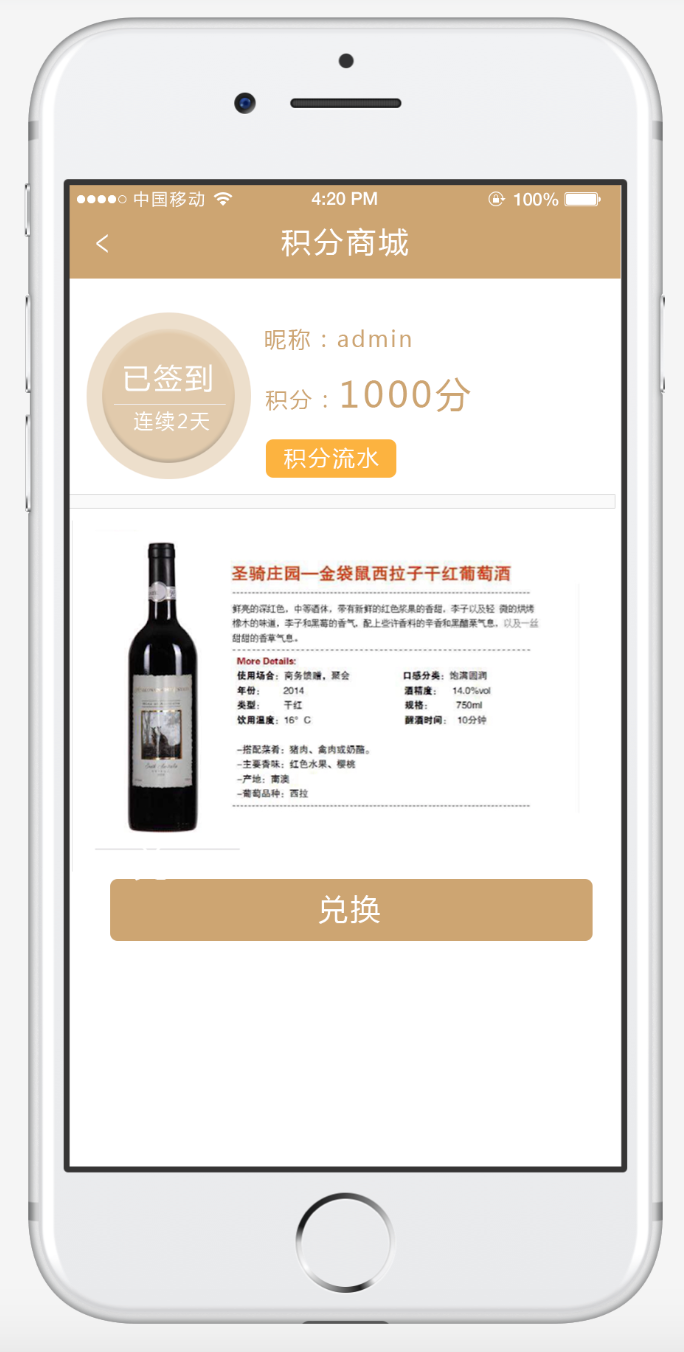 中国移动 4:20 PM 100%
< 积分商城
已签到
连续2天
昵称：admin
积分：1000分
积分流水
圣骑庄园—金袋鼠西拉子干红葡萄酒
鲜亮的深红色，中等酒体，带有新鲜的红色浆果的香甜，李子以及轻 微的烘烤
橡木的味道，李子和黑莓的香气，配上些许香料的辛香和黑醋栗气息，以及一丝
甜甜的香草气息。
More Details:
使用场合：商务馈赠，聚会 口感分类：饱满圆润
年份： 2014 酒精度： 14.0%vol
类型： 干红 规格： 750ml
饮用温度：16°C 醒酒时间： 10分钟
-搭配荡肴：猪肉、禽肉或奶酪。
-主要香味：红色水果、樱桃
-产地：南澳
-葡萄品种：西拉
兑换